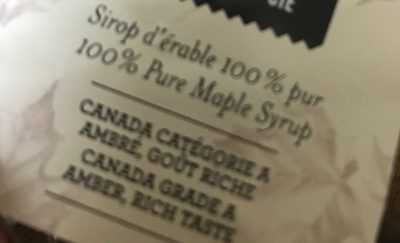 Sirop d'érable 100% pur
100% Pure Maple Syrup
CANADA CATÉGORIE A
AMBRÉ, GOÛT RICHE
CANADA GRADE A
AMBER, RICH TASTE